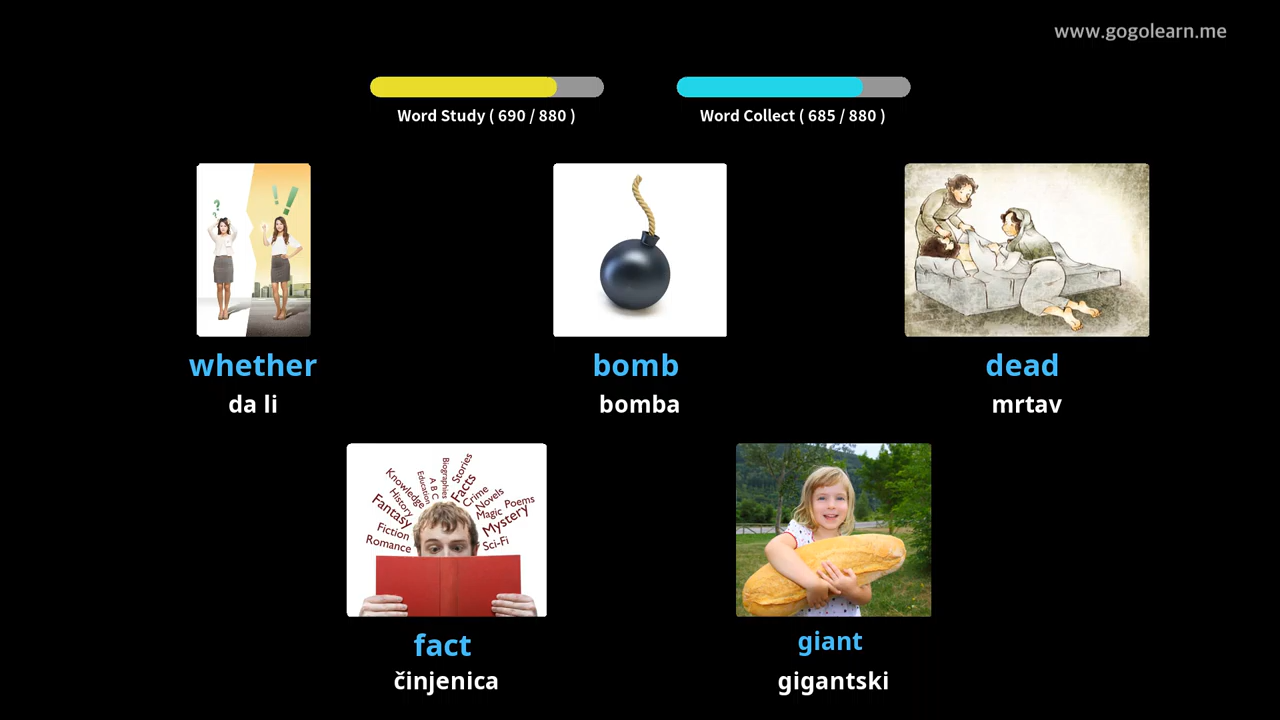 www.gogolearn.me
Word Study ( 690 / 880 )
Word Collect ( 685 / 880 )
whether
da li
bomb
bomba
dead
mrtav
Knowledge
History
Fantasy
Fiction
Romance
Education
A B C
Biographies
Stories
Facts
Crime
Novels
Magic
Poems
Mystery
Sci-Fi
fact
činjenica
giant
gigantski